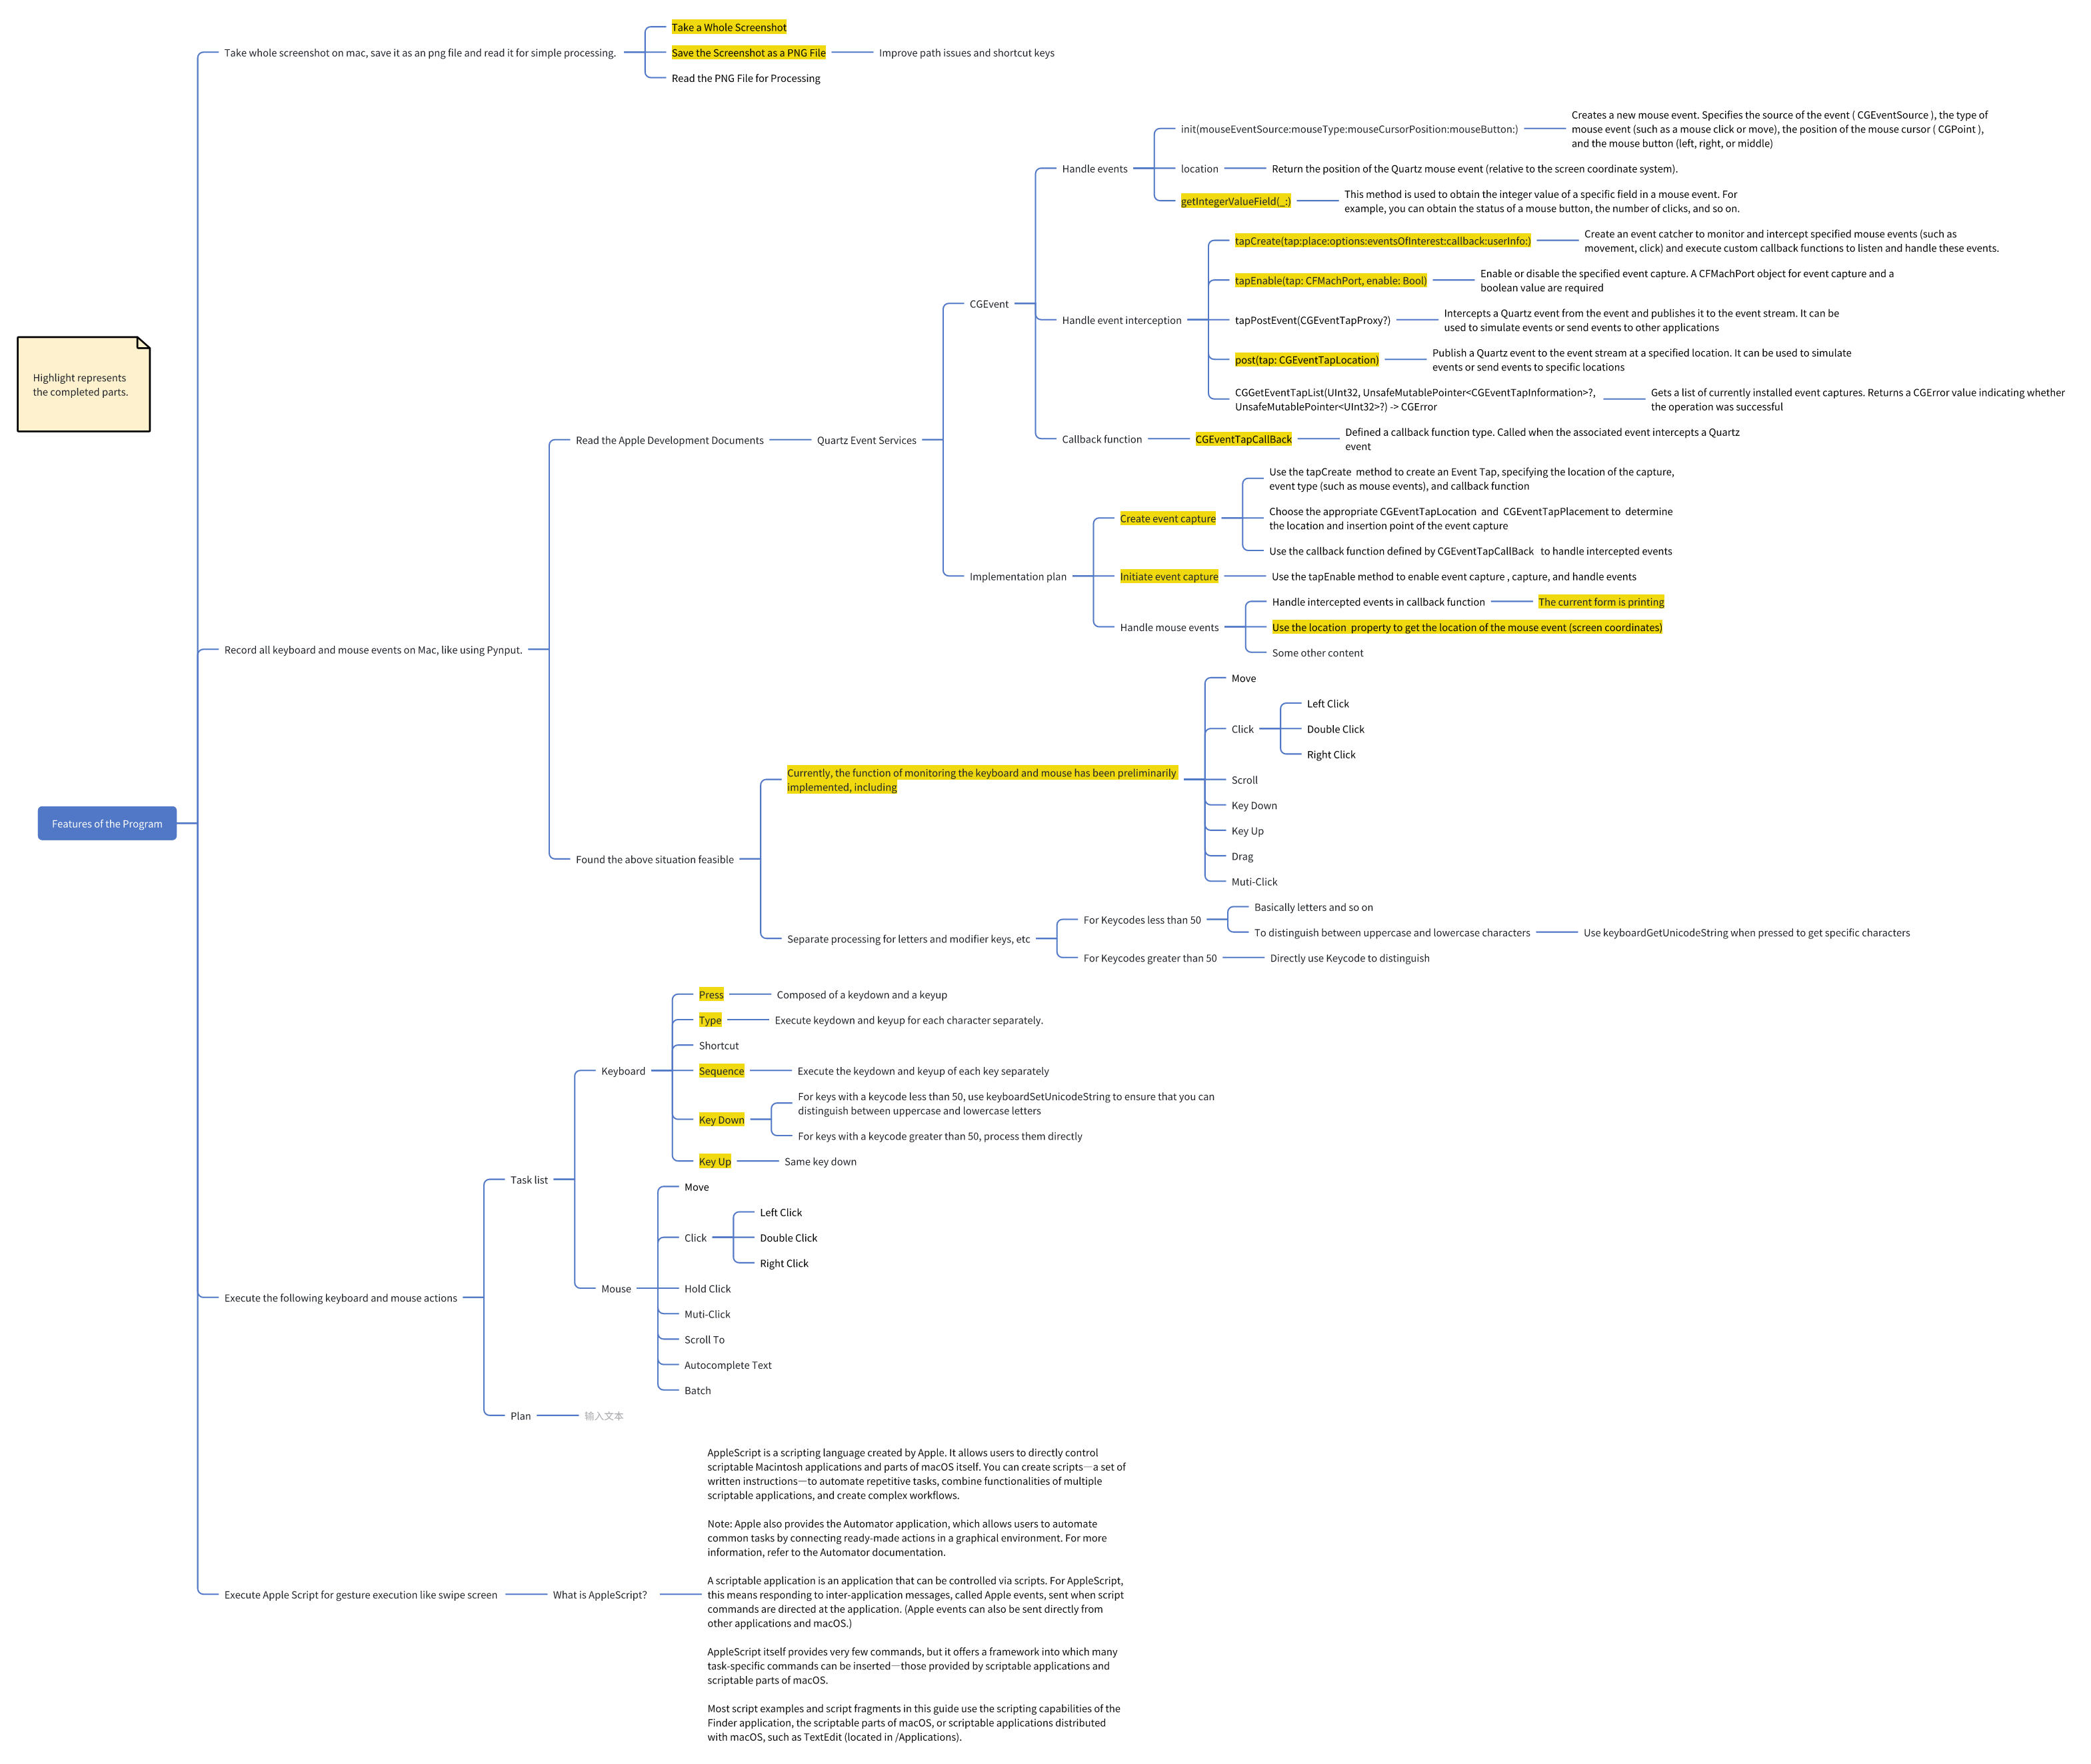 Highlight represents
the completed parts.
Features of the Program
Take whole screenshot on mac, save it as an png file and read it for simple processing.
Take a Whole Screenshot
Save the Screenshot as a PNG File
Improve path issues and shortcut keys
Read the PNG File for Processing
Record all keyboard and mouse events on Mac, like using Pynput.
Read the Apple Development Documents
Quartz Event Services
CGEvent
Handle events
init(mouseEventSource:mouseType:mouseCursorPosition:mouseButton:)
Creates a new mouse event. Specifies the source of the event ( CGEventSource ), the type of
mouse event (such as a mouse click or move), the position of the mouse cursor ( CGPoint ),
and the mouse button (left, right, or middle)
location
Return the position of the Quartz mouse event (relative to the screen coordinate system).
getIntegerValueField(_:)
This method is used to obtain the integer value of a specific field in a mouse event. For
example, you can obtain the status of a mouse button, the number of clicks, and so on.
Handle event interception
tapCreate(tap:place:options:eventsOfInterest:callback:userInfo:)
Create an event catcher to monitor and intercept specified mouse events (such as
movement, click) and execute custom callback functions to listen and handle these events.
tapEnable(tap: CFMachPort, enable: Bool)
Enable or disable the specified event capture. A CFMachPort object for event capture and a
boolean value are required
tapPostEvent(CGEventTapProxy?)
Intercepts a Quartz event from the event and publishes it to the event stream. It can be
used to simulate events or send events to other applications
post(tap: CGEventTapLocation)
Publish a Quartz event to the event stream at a specified location. It can be used to simulate
events or send events to specific locations
CGGetEventTapList(UInt32, UnsafeMutablePointer<CGEventTapInformation>?,
UnsafeMutablePointer<UInt32>?) -> CGError
Gets a list of currently installed event captures. Returns a CGError value indicating whether
the operation was successful
Callback function
CGEventTapCallBack
Defined a callback function type. Called when the associated event intercepts a Quartz
event
Implementation plan
Create event capture
Use the tapCreate method to create an Event Tap, specifying the location of the capture,
event type (such as mouse events), and callback function
Choose the appropriate CGEventTapLocation and CGEventTapPlacement to determine
the location and insertion point of the event capture
Use the callback function defined by CGEventTapCallBack to handle intercepted events
Initiate event capture
Use the tapEnable method to enable event capture , capture, and handle events
Handle mouse events
Handle intercepted events in callback function
The current form is printing
Use the location property to get the location of the mouse event (screen coordinates)
Some other content
Found the above situation feasible
Currently, the function of monitoring the keyboard and mouse has been preliminarily
implemented, including
Move
Click
Left Click
Double Click
Right Click
Scroll
Key Down
Key Up
Drag
Muti-Click
Separate processing for letters and modifier keys, etc
For Keycodes less than 50
Basically letters and so on
To distinguish between uppercase and lowercase characters
Use keyboardGetUnicodeString when pressed to get specific characters
For Keycodes greater than 50
Directly use Keycode to distinguish
Execute the following keyboard and mouse actions
Task list
Keyboard
Press
Composed of a keydown and a keyup
Type
Execute keydown and keyup for each character separately.
Shortcut
Sequence
Execute the keydown and keyup of each key separately
Key Down
For keys with a keycode less than 50, use keyboardSetUnicodeString to ensure that you can
distinguish between uppercase and lowercase letters
For keys with a keycode greater than 50, process them directly
Key Up
Same key down
Mouse
Move
Click
Left Click
Double Click
Right Click
Hold Click
Muti-Click
Scroll To
Autocomplete Text
Batch
Plan
输入文本
Execute Apple Script for gesture execution like swipe screen
What is AppleScript?
AppleScript is a scripting language created by Apple. It allows users to directly control
scriptable Macintosh applications and parts of macOS itself. You can create scripts—a set of
written instructions—to automate repetitive tasks, combine functionalities of multiple
scriptable applications, and create complex workflows.
Note: Apple also provides the Automator application, which allows users to automate
common tasks by connecting ready-made actions in a graphical environment. For more
information, refer to the Automator documentation.
A scriptable application is an application that can be controlled via scripts. For AppleScript,
this means responding to inter-application messages, called Apple events, sent when script
commands are directed at the application. (Apple events can also be sent directly from
other applications and macOS.)
AppleScript itself provides very few commands, but it offers a framework into which many
task-specific commands can be inserted—those provided by scriptable applications and
scriptable parts of macOS.
Most script examples and script fragments in this guide use the scripting capabilities of the
Finder application, the scriptable parts of macOS, or scriptable applications distributed
with macOS, such as TextEdit (located in /Applications).